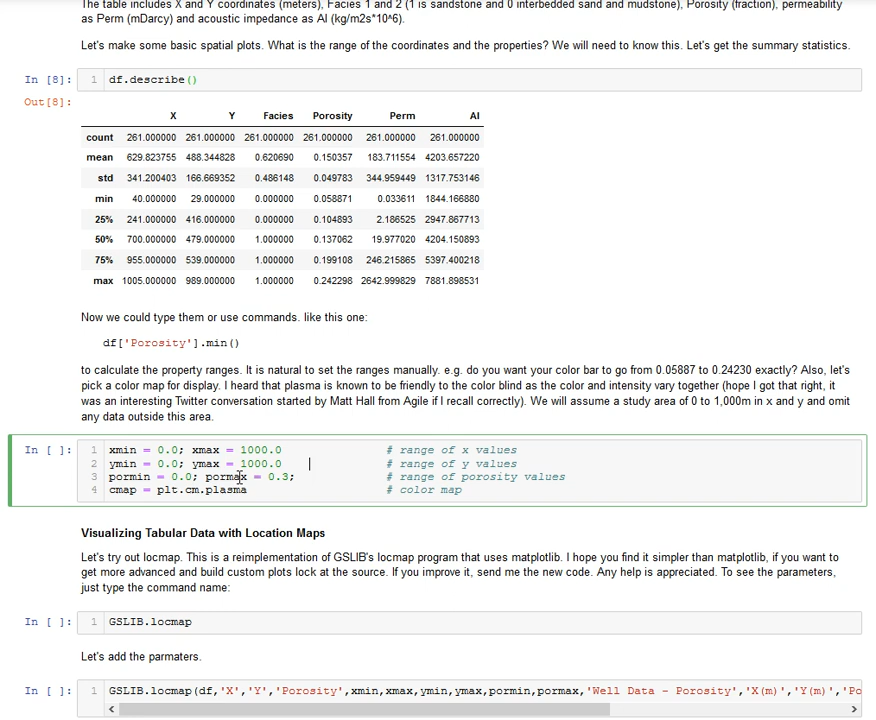 The table includes X and Y coordinates (meters), Facies 1 and 2 (1 is sandstone and 0 interbedded sand and mudstone), Porosity (fraction), permeability
as Perm (mDarcy) and acoustic impedance as AI (kg/m2s*10^6).
Let's make some basic spatial plots. What is the range of the coordinates and the properties? We will need to know this. Let's get the summary statistics.
In [8]: 1 df.describe()
Out[8]:
X Y Facies Porosity Perm AI
count 261.000000 261.000000 261.000000 261.000000 261.000000 261.000000
mean 629.823755 488.344828 0.620690 0.150357 183.711554 4203.657220
std 341.200403 166.669352 0.486148 0.049783 344.959449 1317.753146
min 40.000000 29.000000 0.000000 0.058871 0.033611 1844.166880
25% 241.000000 416.000000 0.000000 0.104893 2.186525 2947.867713
50% 700.000000 479.000000 1.000000 0.137062 19.977020 4204.150893
75% 955.000000 539.000000 1.000000 0.199108 246.215865 5397.400218
max 1005.000000 989.000000 1.000000 0.242298 2642.999829 7881.898531
Now we could type them or use commands. like this one:
df['Porosity'].min()
to calculate the property ranges. It is natural to set the ranges manually. e.g. do you want your color bar to go from 0.05887 to 0.24230 exactly? Also, let's
pick a color map for display. I heard that plasma is known to be friendly to the color blind as the color and intensity vary together (hope I got that right, it
was an interesting Twitter conversation started by Matt Hall from Agile if I recall correctly). We will assume a study area of 0 to 1,000m in x and y and omit
any data outside this area.
In [ ]: 1 xmin = 0.0; xmax = 1000.0 # range of x values
2 ymin = 0.0; ymax = 1000.0 # range of y values
3 pormin = 0.0; pormax = 0.3; # range of porosity values
4 cmap = plt.cm.plasma # color map
Visualizing Tabular Data with Location Maps
Let's try out locmap. This is a reimplementation of GSLIB's locmap program that uses matplotlib. I hope you find it simpler than matplotlib, if you want to
get more advanced and build custom plots lock at the source. If you improve it, send me the new code. Any help is appreciated. To see the parameters,
just type the command name:
In [ ]: 1 GSLIB.locmap
Let's add the parmaters.
In [ ]: 1 GSLIB.locmap(df,'X','Y','Porosity',xmin,xmax,ymin,ymax,pormin,pormax,'Well Data - Porosity','X(m)','Y(m)','Po